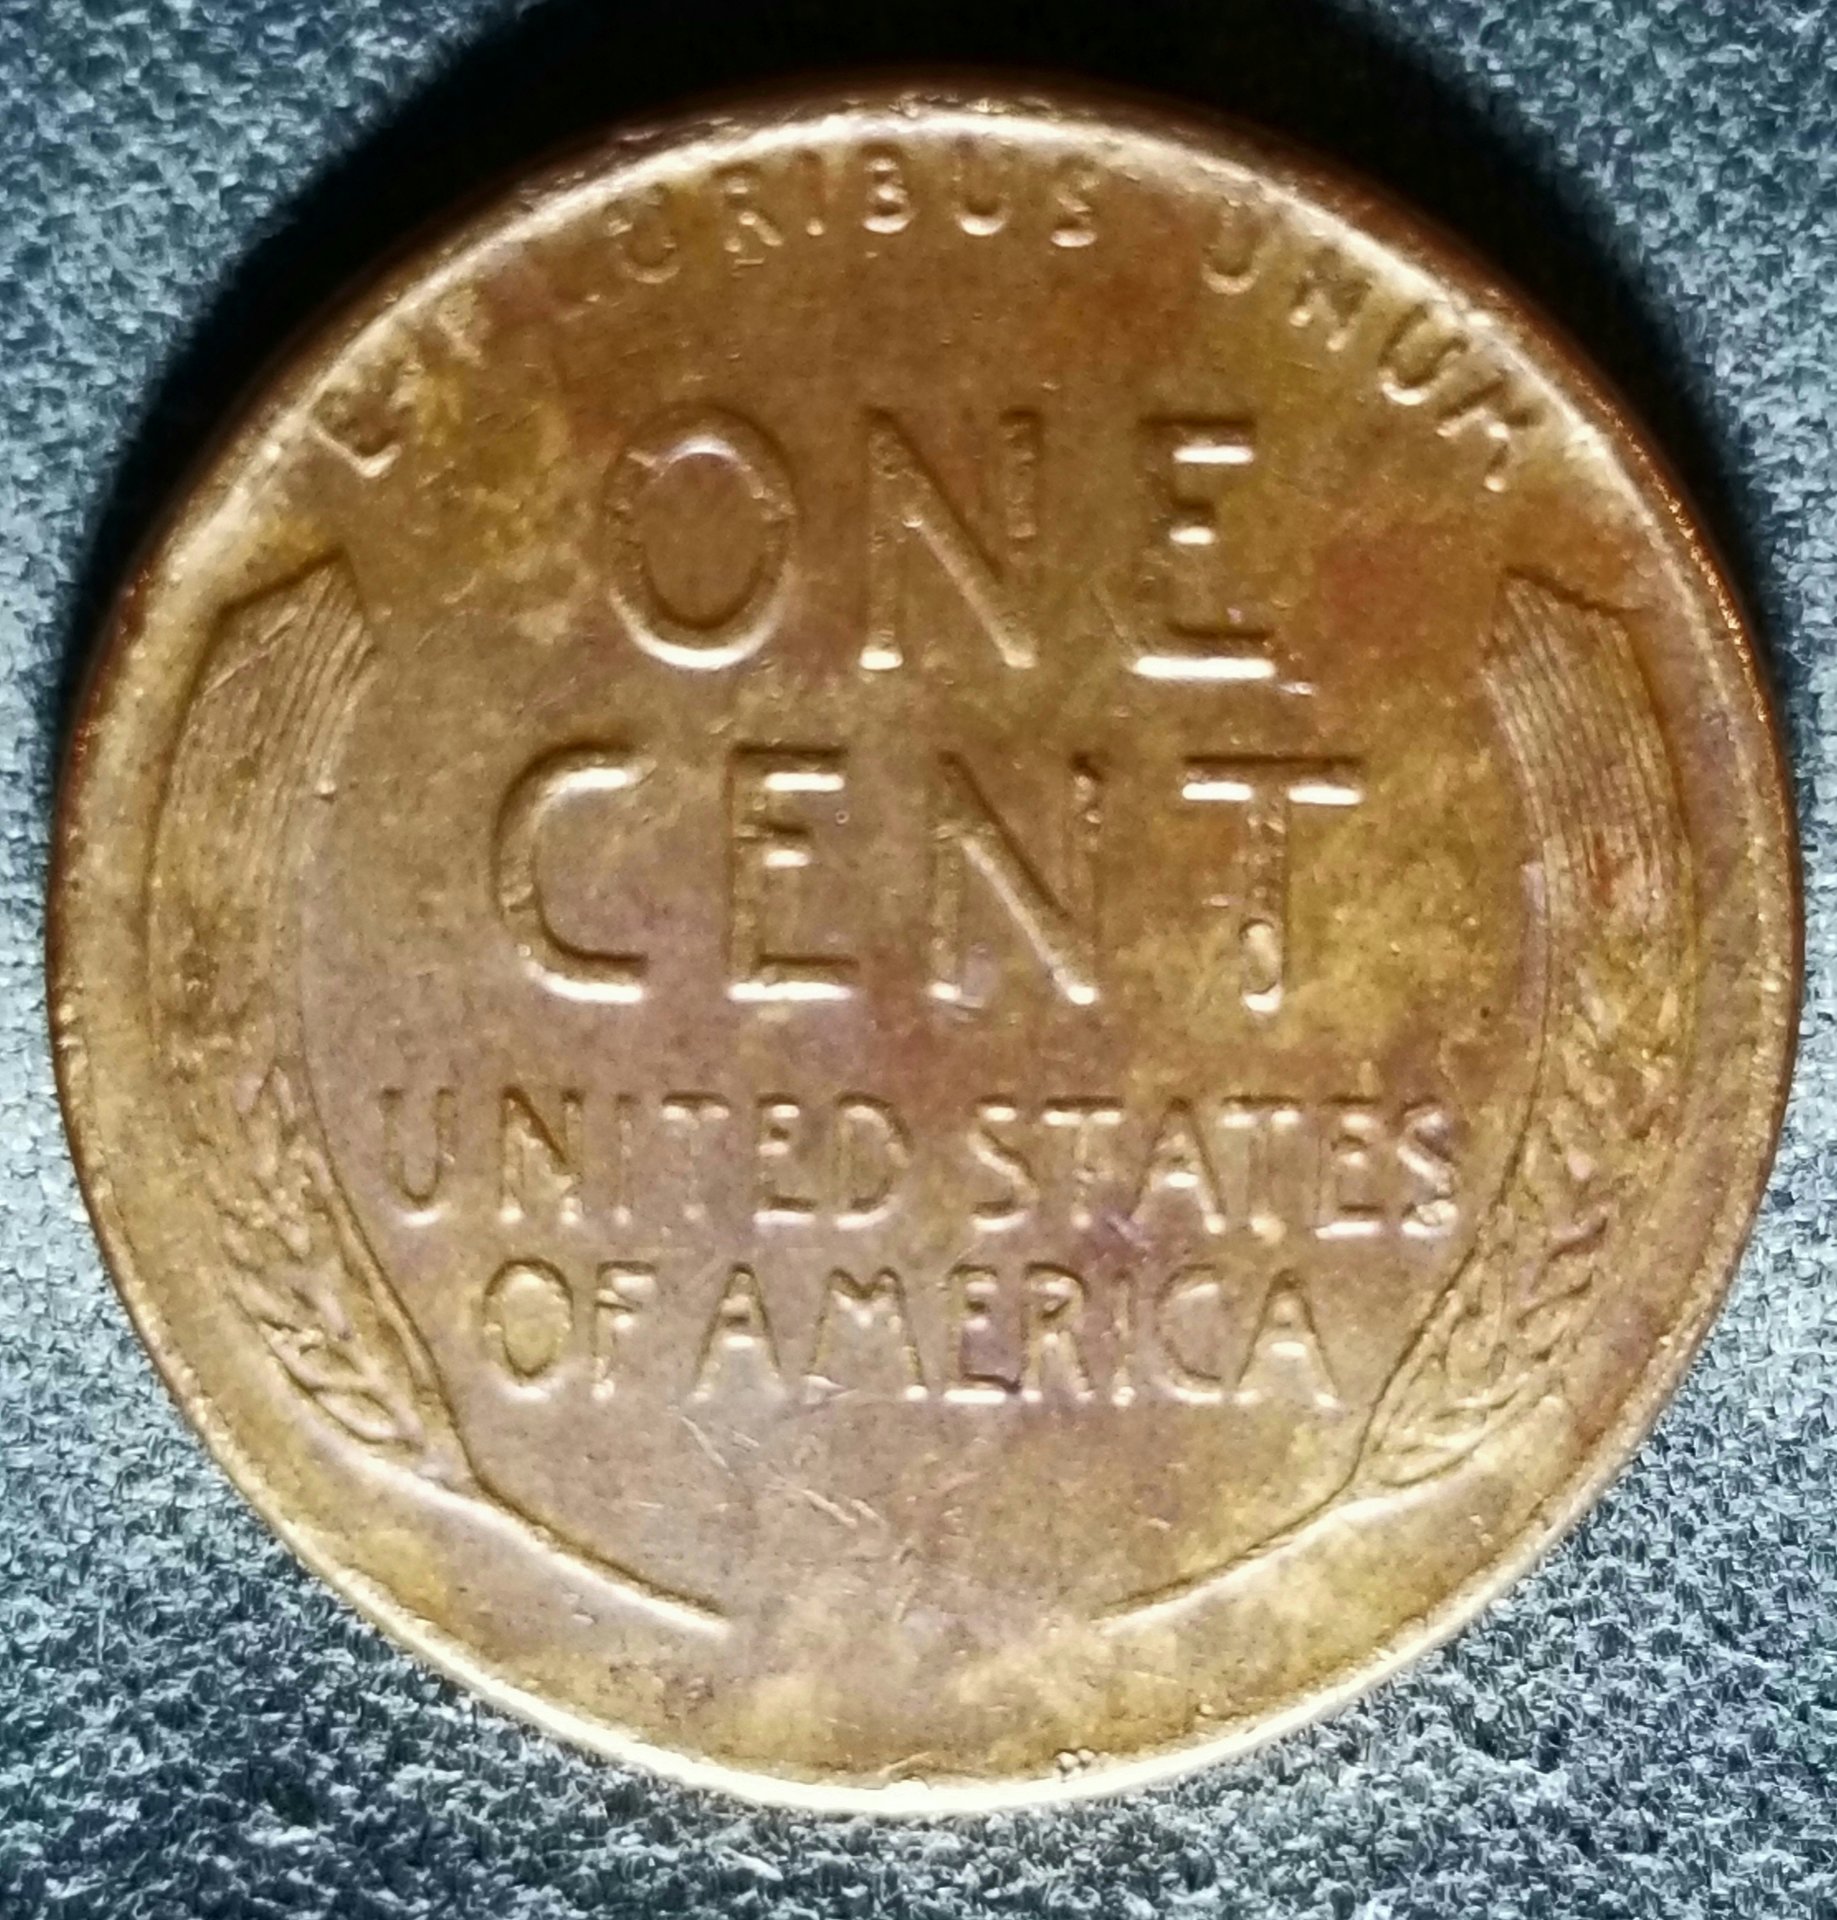 E PLURIBUS UNUM
ONE
CENT
UNITED STATES
OF AMERICA